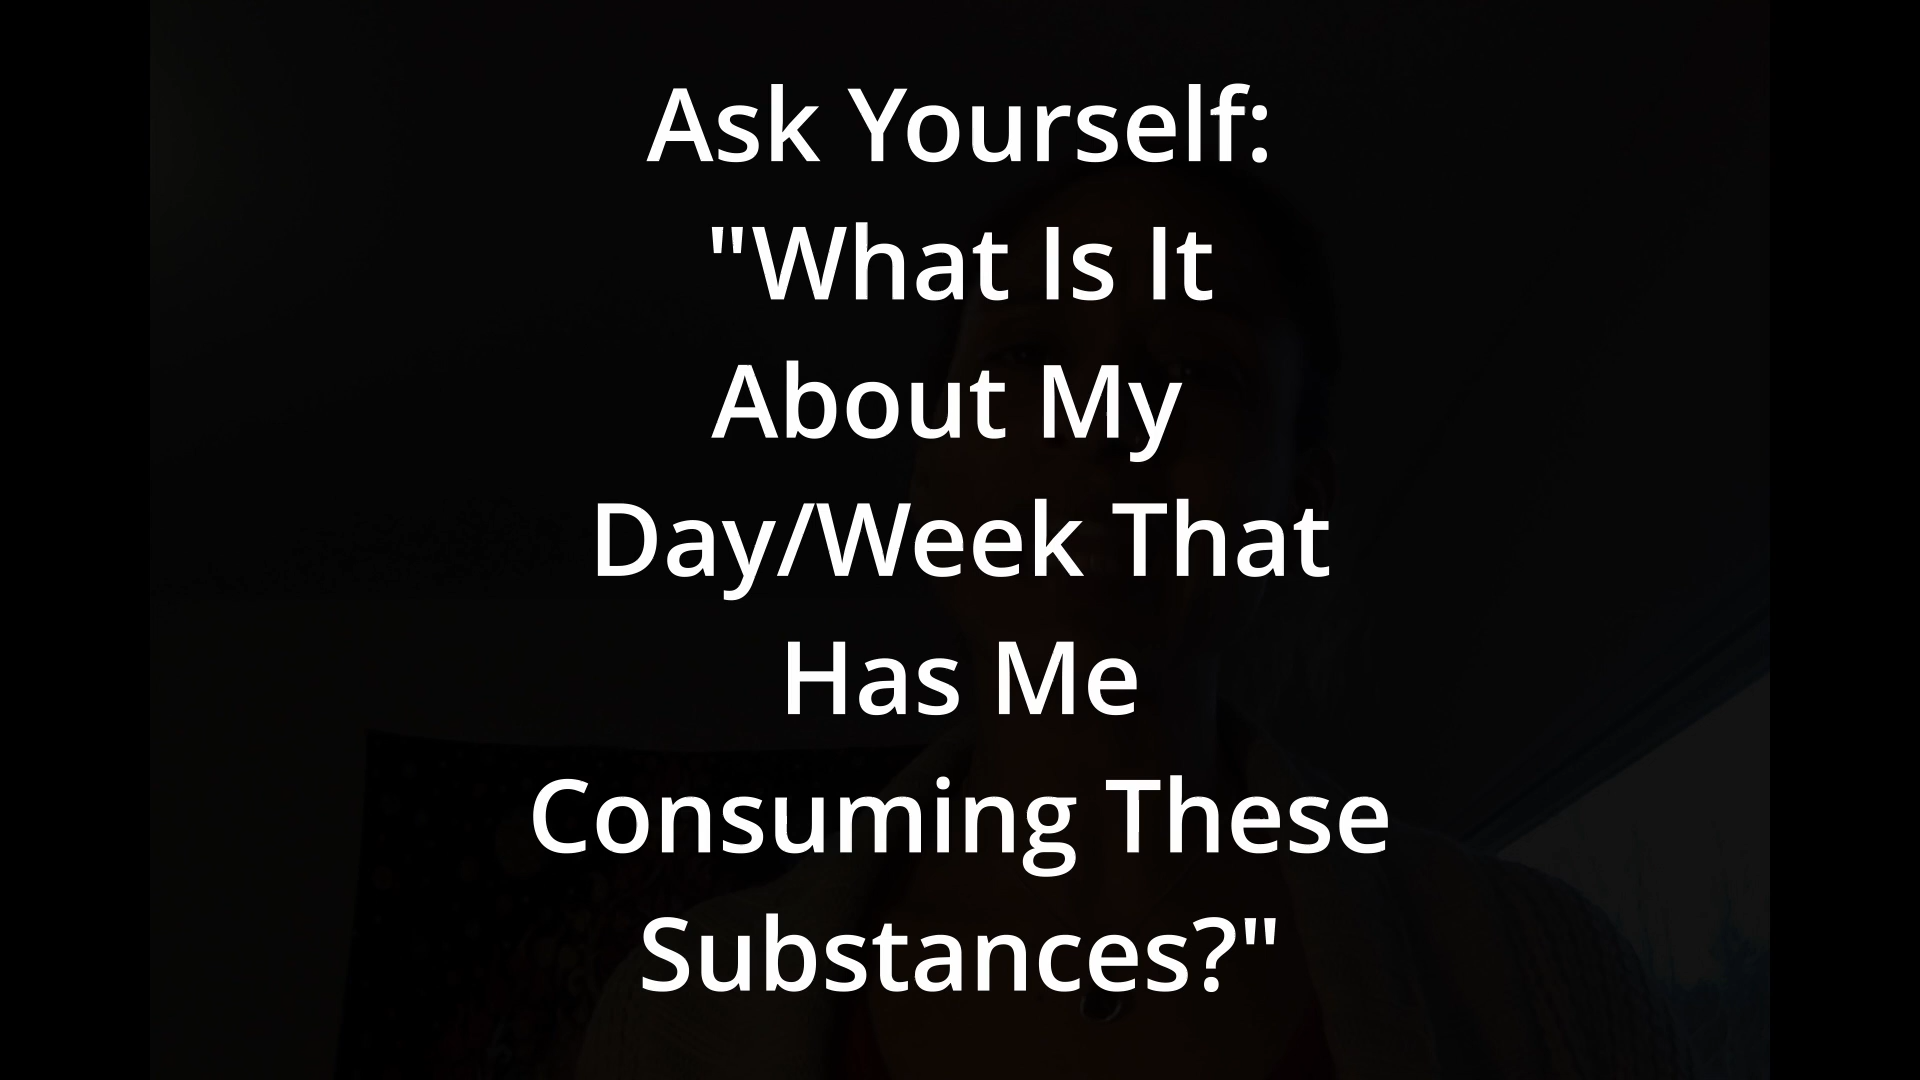 Ask Yourself:
"What Is It
About My
Day/Week That
Has Me
Consuming These
Substances?"